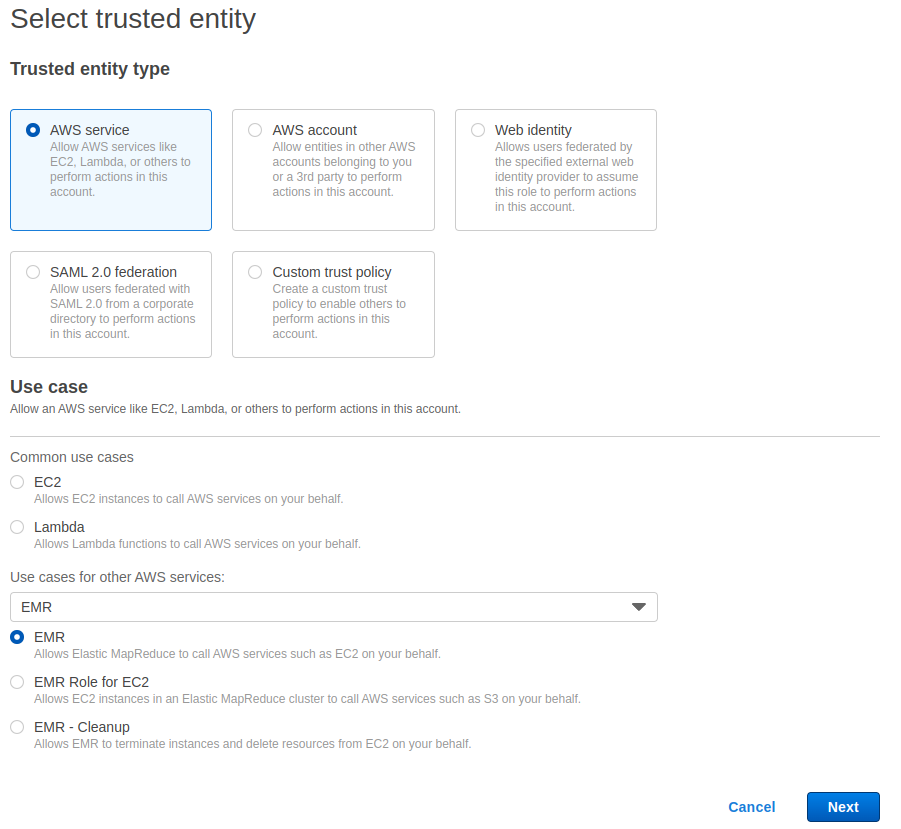 Select trusted entity
Trusted entity type
AWS service
Allow AWS services like
EC2, Lambda, or others to
perform actions in this
account.
AWS account
Allow entities in other AWS
accounts belonging to you
or a 3rd party to perform
actions in this account.
Web identity
Allows users federated by
the specified external web
identity provider to assume
this role to perform actions
in this account.
SAML 2.0 federation
Allow users federated with
SAML 2.0 from a corporate
directory to perform actions
in this account.
Custom trust policy
Create a custom trust
policy to enable others to
perform actions in this
account.
Use case
Allow an AWS service like EC2, Lambda, or others to perform actions in this account.
Common use cases
EC2
Allows EC2 instances to call AWS services on your behalf.
Lambda
Allows Lambda functions to call AWS services on your behalf.
Use cases for other AWS services:
EMR
EMR
Allows Elastic MapReduce to call AWS services such as EC2 on your behalf.
EMR Role for EC2
Allows EC2 instances in an Elastic MapReduce cluster to call AWS services such as S3 on your behalf.
EMR - Cleanup
Allows EMR to terminate instances and delete resources from EC2 on your behalf.
Cancel
Next